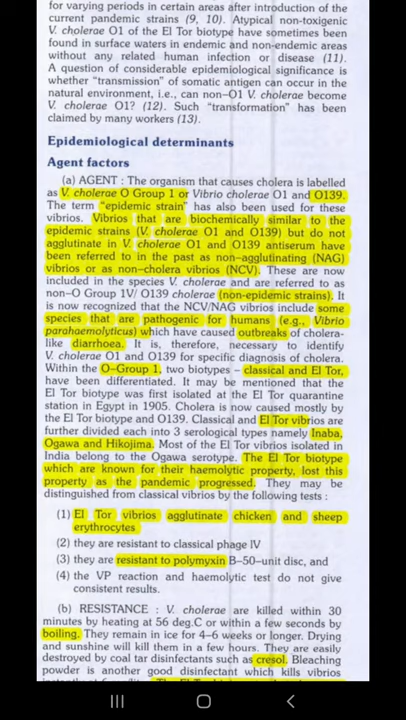 for varying periods in certain areas after introduction of the
current pandemic strains (9, 10). Atypical non-toxigenic
V. cholerae O1 of the El Tor biotype have sometimes been
found in surface waters in endemic and non-endemic areas
without any related human infection or disease (11).
A question of considerable epidemiological significance is
whether "transmission" of somatic antigen can occur in the
natural environment, i.e., can non-O1 V. cholerae become
V. cholerae O1? (12). Such "transformation" has been
claimed by many workers (13).
Epidemiological determinants
Agent factors
(a) AGENT : The organism that causes cholera is labelled
as V. cholerae O Group 1 or Vibrio cholerae O1 and O139.
The term "epidemic strain" has also been used for these
vibrios. Vibrios that are biochemically similar to the
epidemic strains (V. cholerae O1 and O139) but do not
agglutinate in V. cholerae O1 and O139 antiserum have
been referred to in the past as non-agglutinating (NAG)
vibrios or as non-cholera vibrios (NCV). These are now
included in the species V. cholerae and are referred to as
non-O Group 1V/ O139 cholerae (non-epidemic strains). It
is now recognized that the NCV/NAG vibrios include some
species that are pathogenic for humans (e.g., Vibrio
parahaemolyticus) which have caused outbreaks of cholera-
like diarrhoea. It is, therefore, necessary to identify
V. cholerae O1 and O139 for specific diagnosis of cholera.
Within the O-Group 1, two biotypes – classical and El Tor,
have been differentiated. It may be mentioned that the
El Tor biotype was first isolated at the El Tor quarantine
station in Egypt in 1905. Cholera is now caused mostly by
the El Tor biotype and O139. Classical and El Tor vibrios are
further divided each into 3 serological types namely Inaba,
Ogawa and Hikojima. Most of the El Tor vibrios isolated in
India belong to the Ogawa serotype. The El Tor biotype
which are known for their haemolytic property, lost this
property as the pandemic progressed. They may be
distinguished from classical vibrios by the following tests :
(1) El Tor vibrios agglutinate chicken and sheep
erythrocytes
(2) they are resistant to classical phage IV
(3) they are resistant to polymyxin B–50–unit disc, and
(4) the VP reaction and haemolytic test do not give
consistent results.
(b) RESISTANCE : V. cholerae are killed within 30
minutes by heating at 56 deg.C or within a few seconds by
boiling. They remain in ice for 4–6 weeks or longer. Drying
and sunshine will kill them in a few hours. They are easily
destroyed by coal tar disinfectants such as cresol. Bleaching
powder is another good disinfectant which kills vibrios